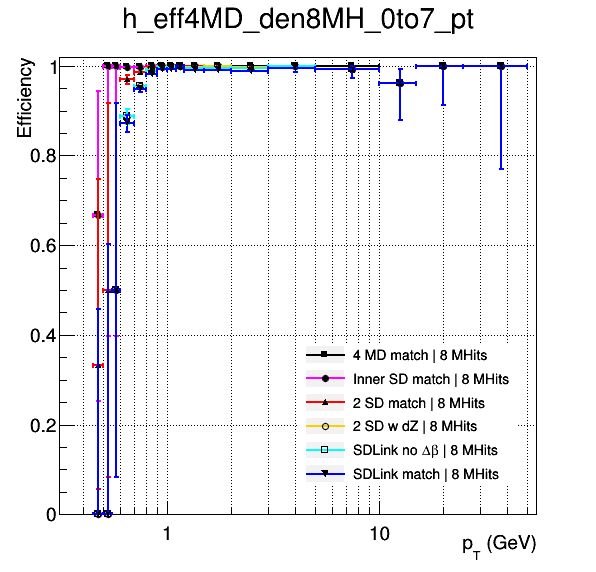 h_eff4MD_den8MH_0to7_pt
Efficiency
1
0.8
0.6
0.4
0.2
0
4 MD match | 8 MHits
Inner SD match | 8 MHits
2 SD match | 8 MHits
2 SD w dZ | 8 MHits
SDLink no Δβ | 8 MHits
SDLink match | 8 MHits
1 10
p_T (GeV)